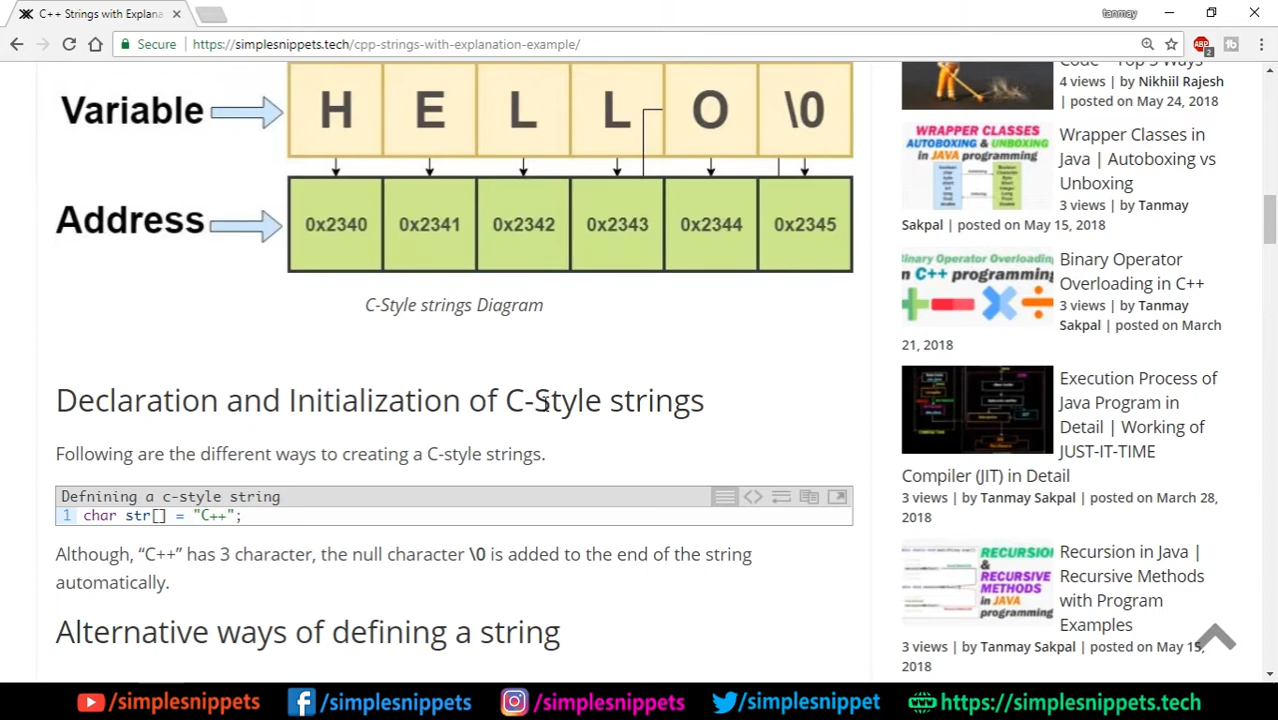 C++ Strings with Explana
tanmay
Secure
https://simplesnippets.tech/cpp-strings-with-explanation-example/
ABP
2
Variable
H E L L O \0
Address
0x2340 0x2341 0x2342 0x2343 0x2344 0x2345
C-Style strings Diagram
Declaration and Initialization of C-Style strings
Following are the different ways to creating a C-style strings.
Defnining a c-style string
1 char str[] = "C++";
Although, “C++” has 3 character, the null character \0 is added to the end of the string
automatically.
Alternative ways of defining a string
4 views | by Nikhiil Rajesh
| posted on May 24, 2018
WRAPPER CLASSES
AUTOBOXING & UNBOXING
in JAVA programming
Wrapper Classes in
Java | Autoboxing vs
Unboxing
3 views | by Tanmay
Sakpal | posted on May 15, 2018
Binary Operator Overloading
in C++ programming
Binary Operator
Overloading in C++
3 views | by Tanmay
Sakpal | posted on March
21, 2018
Execution Process of
Java Program in
Detail | Working of
JUST-IT-TIME
Compiler (JIT) in Detail
3 views | by Tanmay Sakpal | posted on March 28,
2018
RECURSION
&
RECURSIVE
METHODS
in JAVA
programming
Recursion in Java |
Recursive Methods
with Program
Examples
3 views | by Tanmay Sakpal | posted on May 15,
2018
/simplesnippets
/simplesnippets
/simplesnippets
/simplesnippets
https://simplesnippets.tech